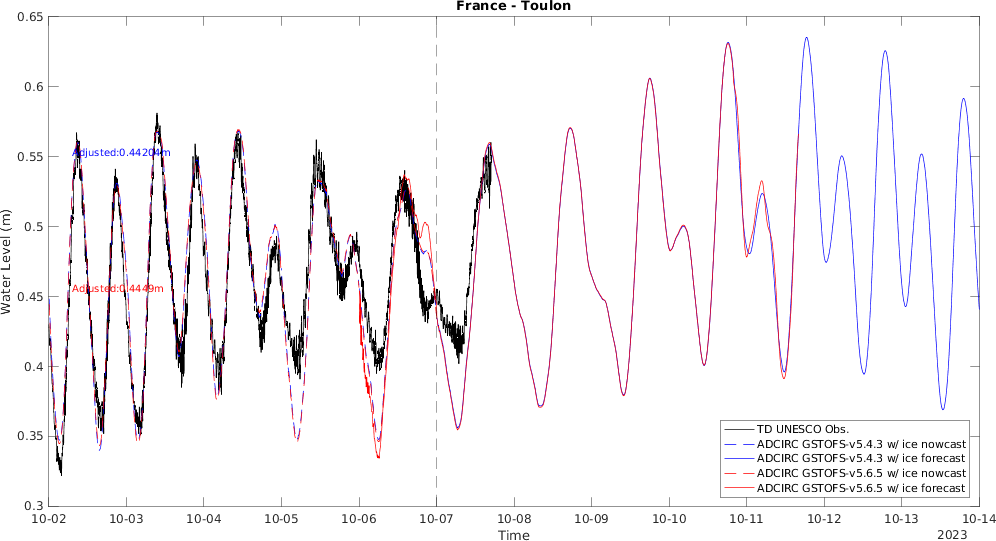 France - Toulon
0.65
0.6
0.55
0.5
0.45
0.4
0.35
0.3
Water Level (m)
Adjusted:0.44204m
Adjusted:0.4449m
TD UNESCO Obs.
ADCIRC GSTOFS-v5.4.3 w/ ice nowcast
ADCIRC GSTOFS-v5.4.3 w/ ice forecast
ADCIRC GSTOFS-v5.6.5 w/ ice nowcast
ADCIRC GSTOFS-v5.6.5 w/ ice forecast
10-02 10-03 10-04 10-05 10-06 10-07 10-08 10-09 10-10 10-11 10-12 10-13 10-14
Time
2023